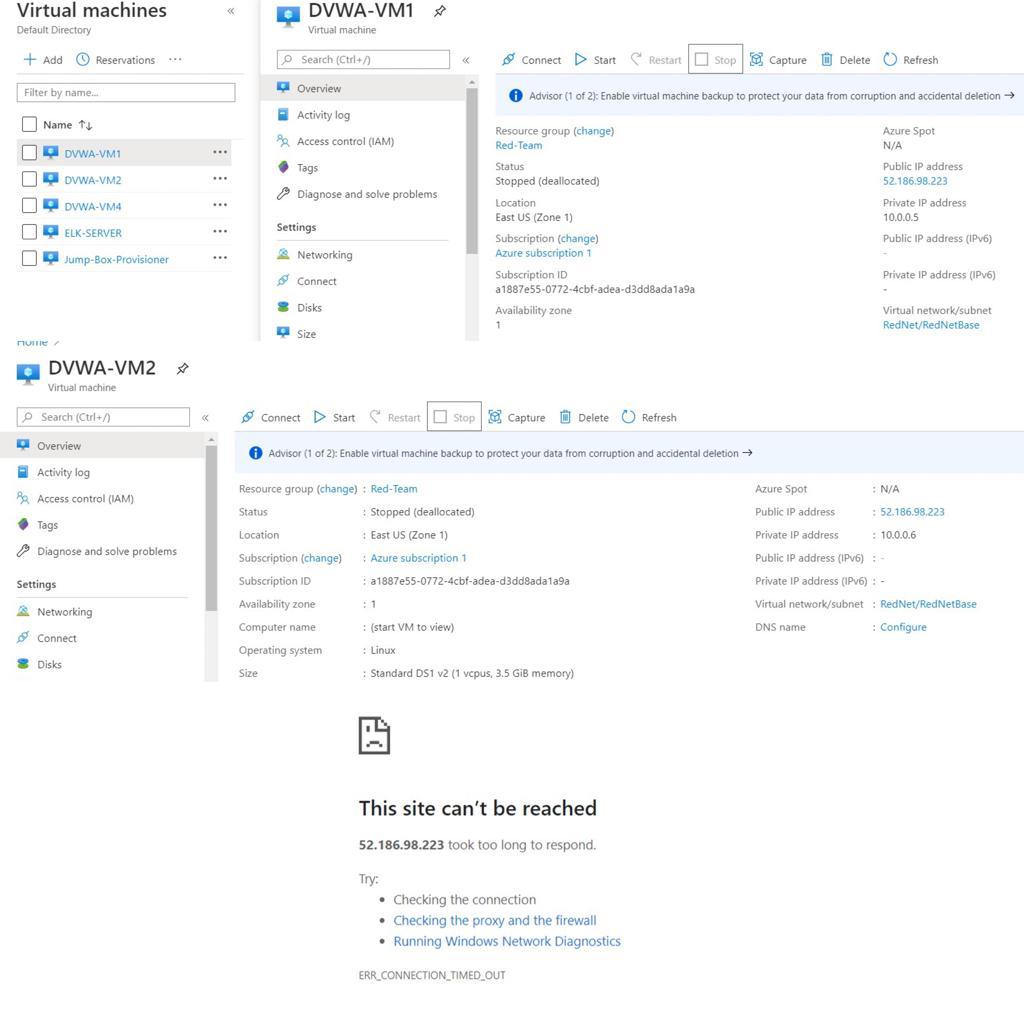 Virtual machines
«
Default Directory
Add Reservations ···
Filter by name...
Name ↑↓
DVWA-VM1 ···
DVWA-VM2 ···
DVWA-VM4 ···
ELK-SERVER ···
Jump-Box-Provisioner ···
DVWA-VM1
Virtual machine
Search (Ctrl+/) «
Overview
Activity log
Access control (IAM)
Tags
Diagnose and solve problems
Settings
Networking
Connect
Disks
Size
Connect Start Restart Stop Capture Delete Refresh
Advisor (1 of 2): Enable virtual machine backup to protect your data from corruption and accidental deletion →
Resource group (change)
Red-Team
Status
Stopped (deallocated)
Location
East US (Zone 1)
Subscription (change)
Azure subscription 1
Subscription ID
a1887e55-0772-4cbf-adea-d3dd8ada1a9a
Availability zone
1
Azure Spot
N/A
Public IP address
52.186.98.223
Private IP address
10.0.0.5
Public IP address (IPv6)
-
Private IP address (IPv6)
-
Virtual network/subnet
RedNet/RedNetBase
Home >
DVWA-VM2
Virtual machine
Search (Ctrl+/) «
Overview
Activity log
Access control (IAM)
Tags
Diagnose and solve problems
Settings
Networking
Connect
Disks
Connect Start Restart Stop Capture Delete Refresh
Advisor (1 of 2): Enable virtual machine backup to protect your data from corruption and accidental deletion →
Resource group (change) : Red-Team
Status : Stopped (deallocated)
Location : East US (Zone 1)
Subscription (change) : Azure subscription 1
Subscription ID : a1887e55-0772-4cbf-adea-d3dd8ada1a9a
Availability zone : 1
Computer name : (start VM to view)
Operating system : Linux
Size : Standard DS1 v2 (1 vcpus, 3.5 GiB memory)
Azure Spot : N/A
Public IP address : 52.186.98.223
Private IP address : 10.0.0.6
Public IP address (IPv6) : -
Private IP address (IPv6) : -
Virtual network/subnet : RedNet/RedNetBase
DNS name : Configure
This site can’t be reached
52.186.98.223 took too long to respond.
Try:
• Checking the connection
• Checking the proxy and the firewall
• Running Windows Network Diagnostics
ERR_CONNECTION_TIMED_OUT